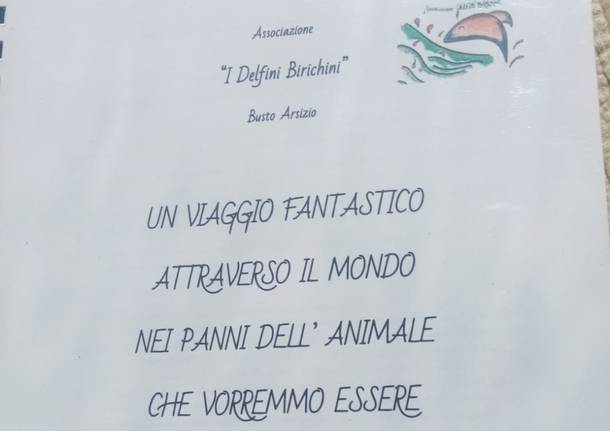 Associazione
“I Delfini Birichini”
Busto Arsizio
UN VIAGGIO FANTASTICO
ATTRAVERSO IL MONDO
NEI PANNI DELL’ ANIMALE
CHE VORREMMO ESSERE